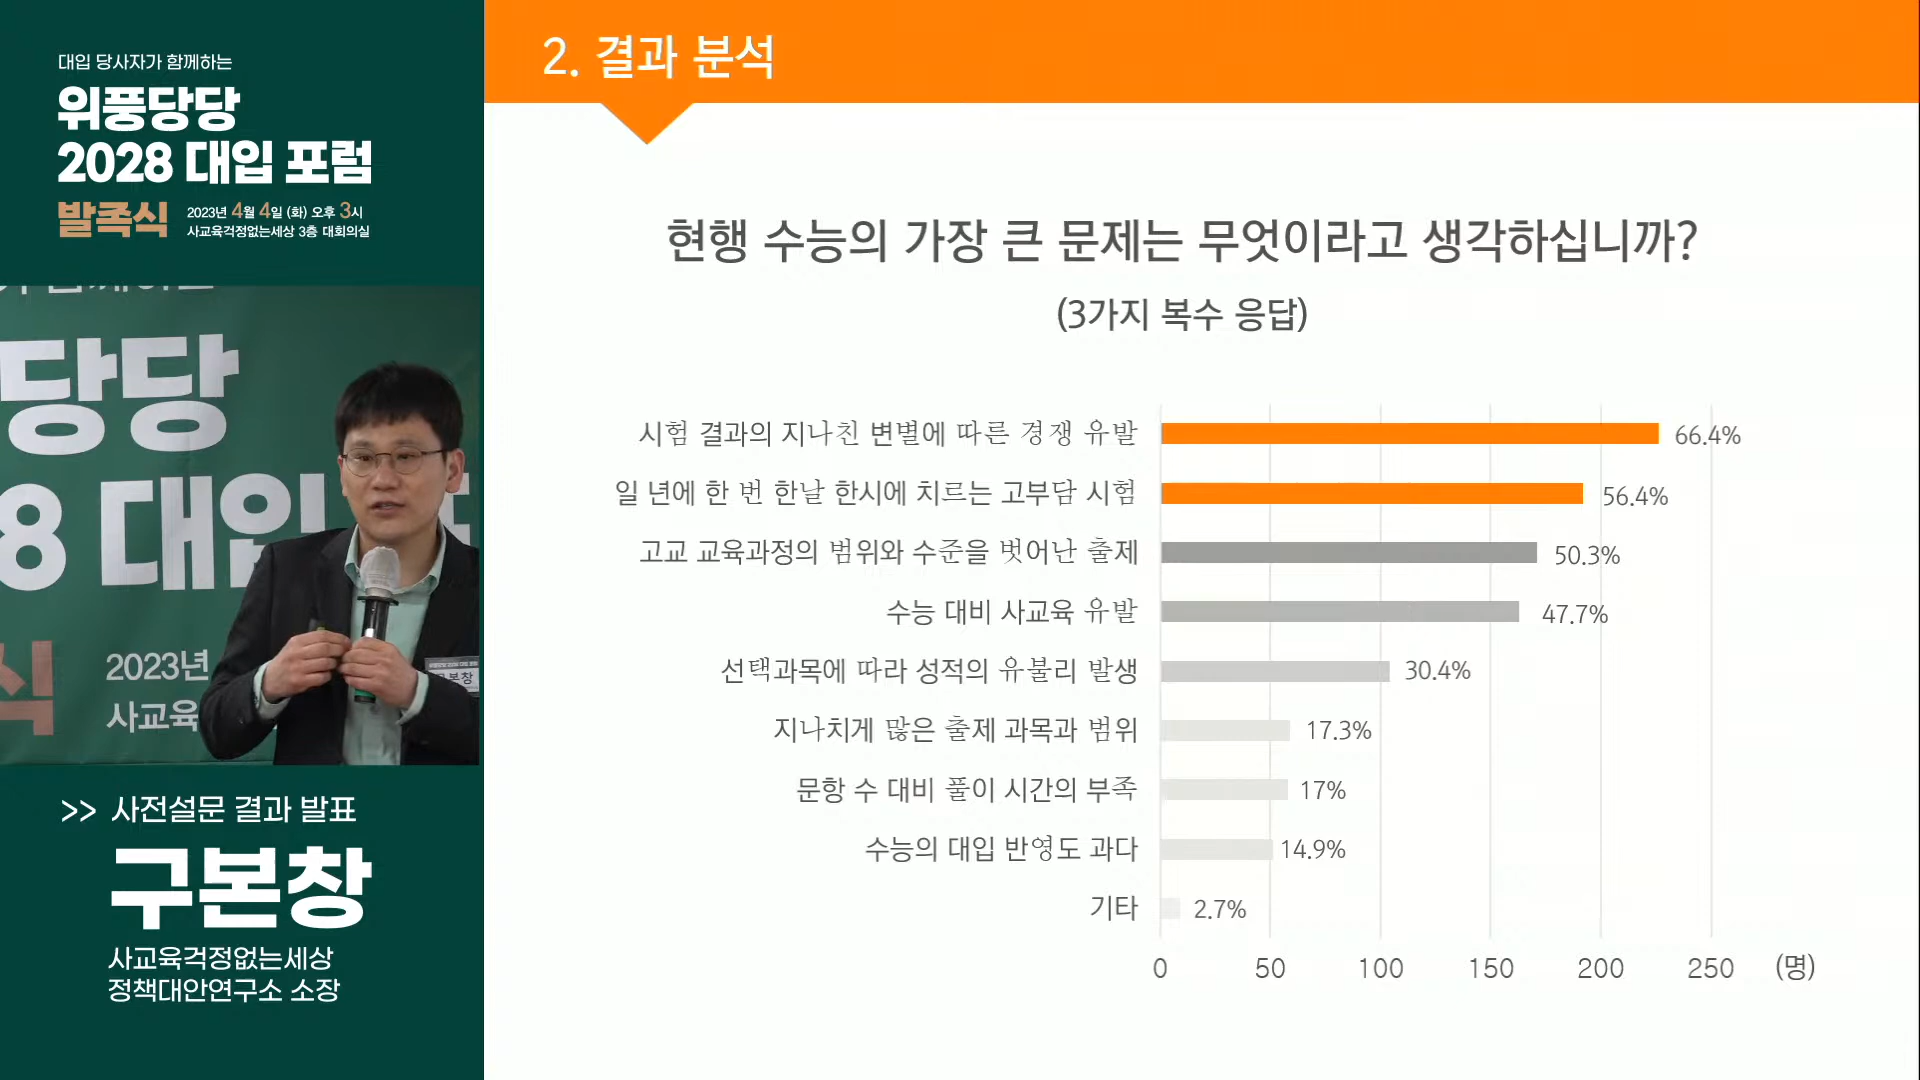 대입 당사자가 함께하는
위풍당당
2028 대입 포럼
발족식
2023년 4월 4일 (화) 오후 3시
사교육걱정없는세상 3층 대회의실
당당
8 대입
식
2023년
사교육
>> 사전설문 결과 발표
구본창
사교육걱정없는세상
정책대안연구소 소장
2. 결과 분석
현행 수능의 가장 큰 문제는 무엇이라고 생각하십니까?
(3가지 복수 응답)
시험 결과의 지나친 변별에 따른 경쟁 유발 66.4%
일 년에 한 번 한날 한시에 치르는 고부담 시험 56.4%
고교 교육과정의 범위와 수준을 벗어난 출제 50.3%
수능 대비 사교육 유발 47.7%
선택과목에 따라 성적의 유불리 발생 30.4%
지나치게 많은 출제 과목과 범위 17.3%
문항 수 대비 풀이 시간의 부족 17%
수능의 대입 반영도 과다 14.9%
기타 2.7%
0 50 100 150 200 250 (명)